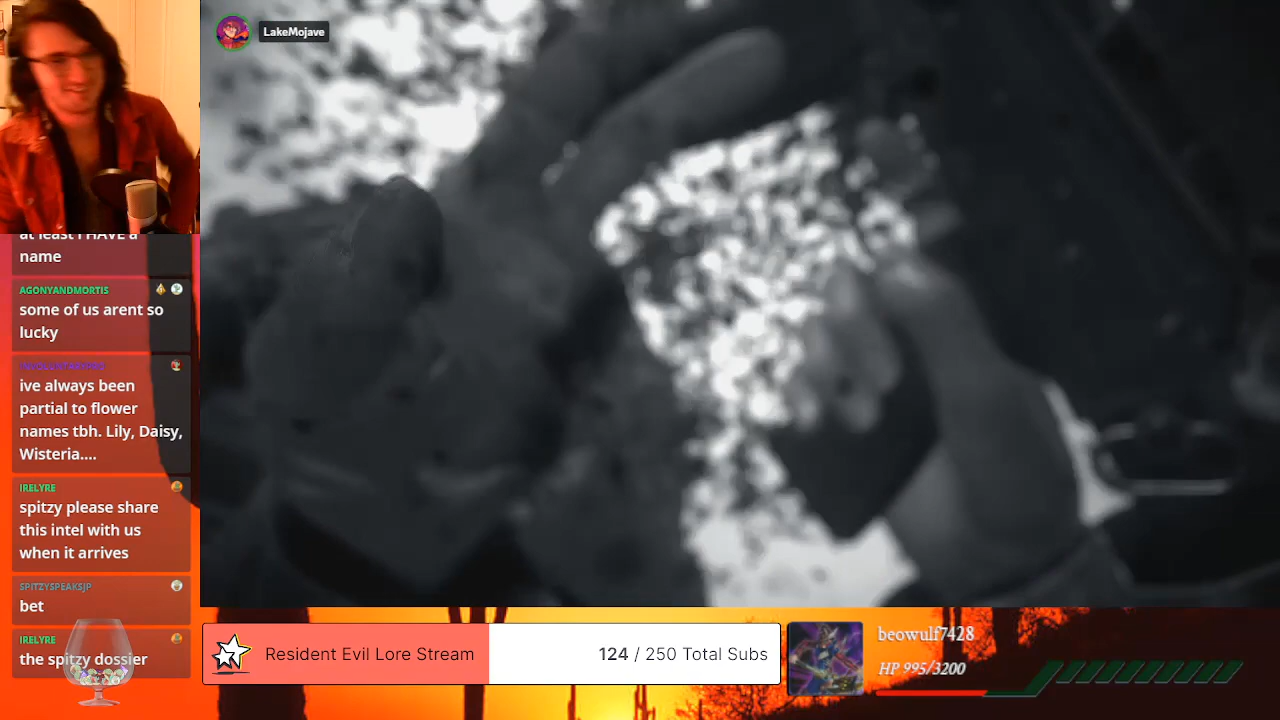 LakeMojave
at least I HAVE a
name
AGONYANDMORTIS
some of us arent so
lucky
ive always been
partial to flower
names tbh. Lily, Daisy,
Wisteria....
IRELYRE
spitzy please share
this intel with us
when it arrives
SPITZYSPEAKSJP
bet
IRELYRE
the spitzy dossier
Resident Evil Lore Stream
124 / 250 Total Subs
beowulf7428
HP 995/3200